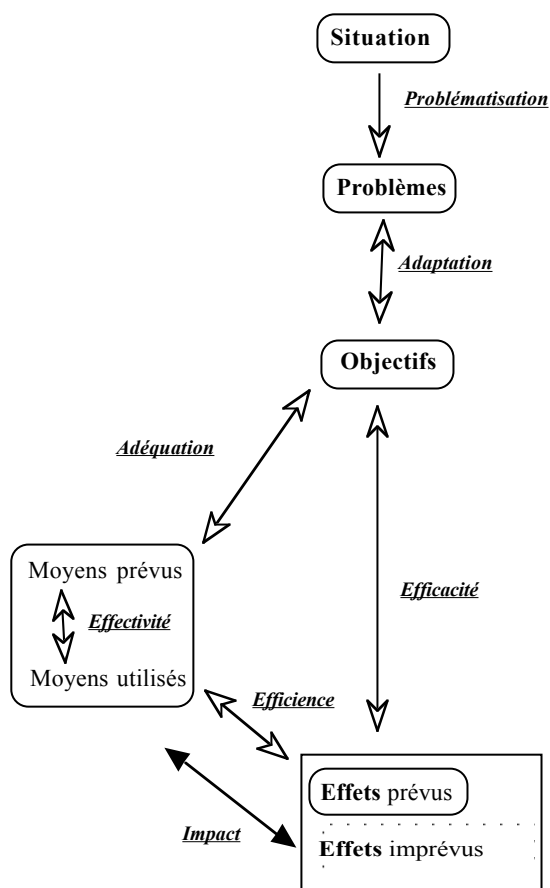 Situation
Problématisation
Problèmes
Adaptation
Objectifs
Adéquation
Moyens prévus
Effectivité
Efficacité
Moyens utilisés
Efficience
Effets prévus
Impact
Effets imprévus